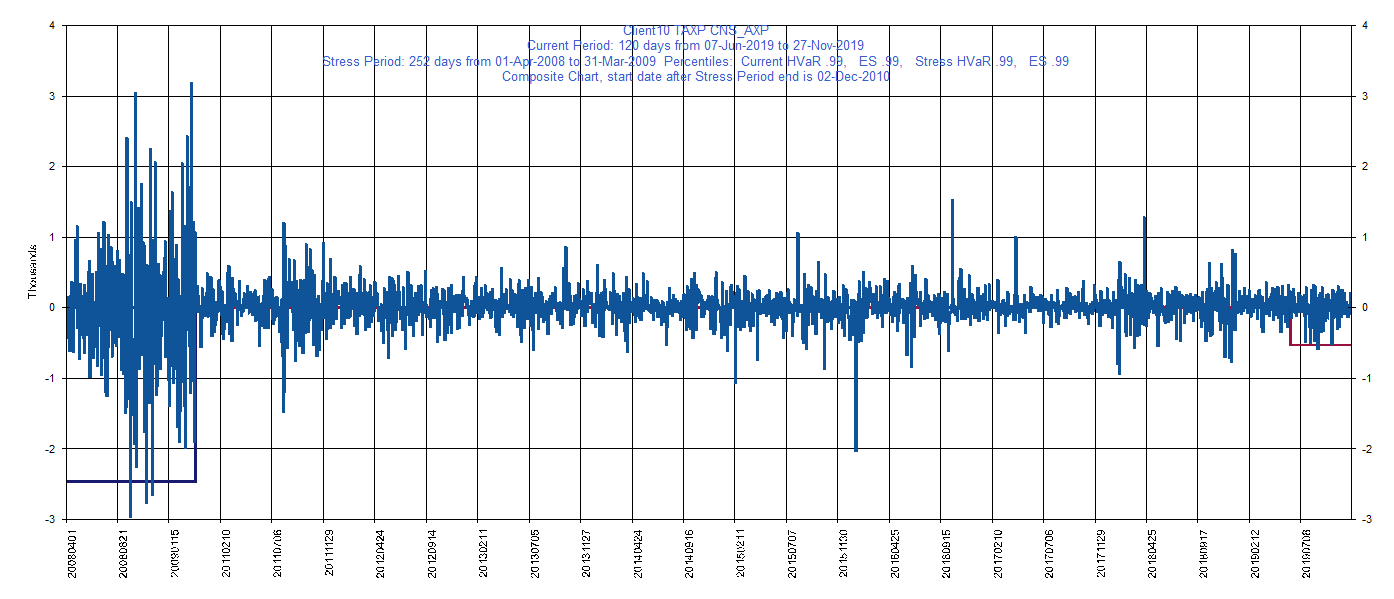 Client10 TAXP CNS_AXP
Current Period: 120 days from 07-Jun-2019 to 27-Nov-2019
Stress Period: 252 days from 01-Apr-2008 to 31-Mar-2009 Percentiles: Current HVaR .99, ES .99, Stress HVaR .99, ES .99
Composite Chart, start date after Stress Period end is 02-Dec-2010
4 4
3 3
2 2
1 1
Thousands
0 0
-1 -1
-2 -2
-3 -3
20080401 20080821 20090115 20110210 20110706 20111129 20120424 20120914 20130211 20130705 20131127 20140424 20140916 20150211 20150707 20151130 20160425 20160915 20170210 20170706 20171129 20180425 20180917 20190212 20190708